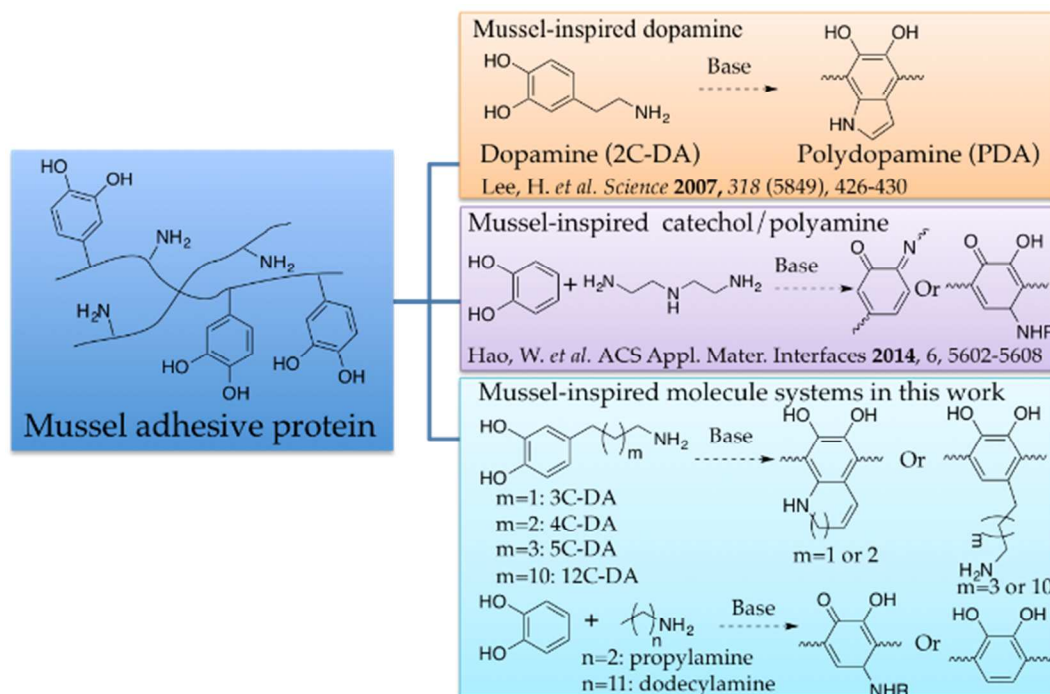 Mussel-inspired dopamine
HO
HO
NH2
Base
HO
OH
HN
Dopamine (2C-DA)
Polydopamine (PDA)
Lee, H. et al. Science 2007, 318 (5849), 426-430
HO
OH
NH2
NH2
H2N
HO
OH
HO
OH
Mussel adhesive protein
Mussel-inspired catechol/polyamine
HO
HO
+
H2N
N
H
NH2
Base
O
N
Or
O
OH
NHR
Hao, W. et al. ACS Appl. Mater. Interfaces 2014, 6, 5602-5608
Mussel-inspired molecule systems in this work
HO
HO
( )m
NH2
Base
HO
OH
HN
Or
HO
OH
m
H2N
m=1: 3C-DA
m=2: 4C-DA
m=3: 5C-DA
m=10: 12C-DA
m=1 or 2
m=3 or 10
HO
HO
+
( )n
NH2
Base
O
OH
NHR
Or
HO
OH
n=2: propylamine
n=11: dodecylamine